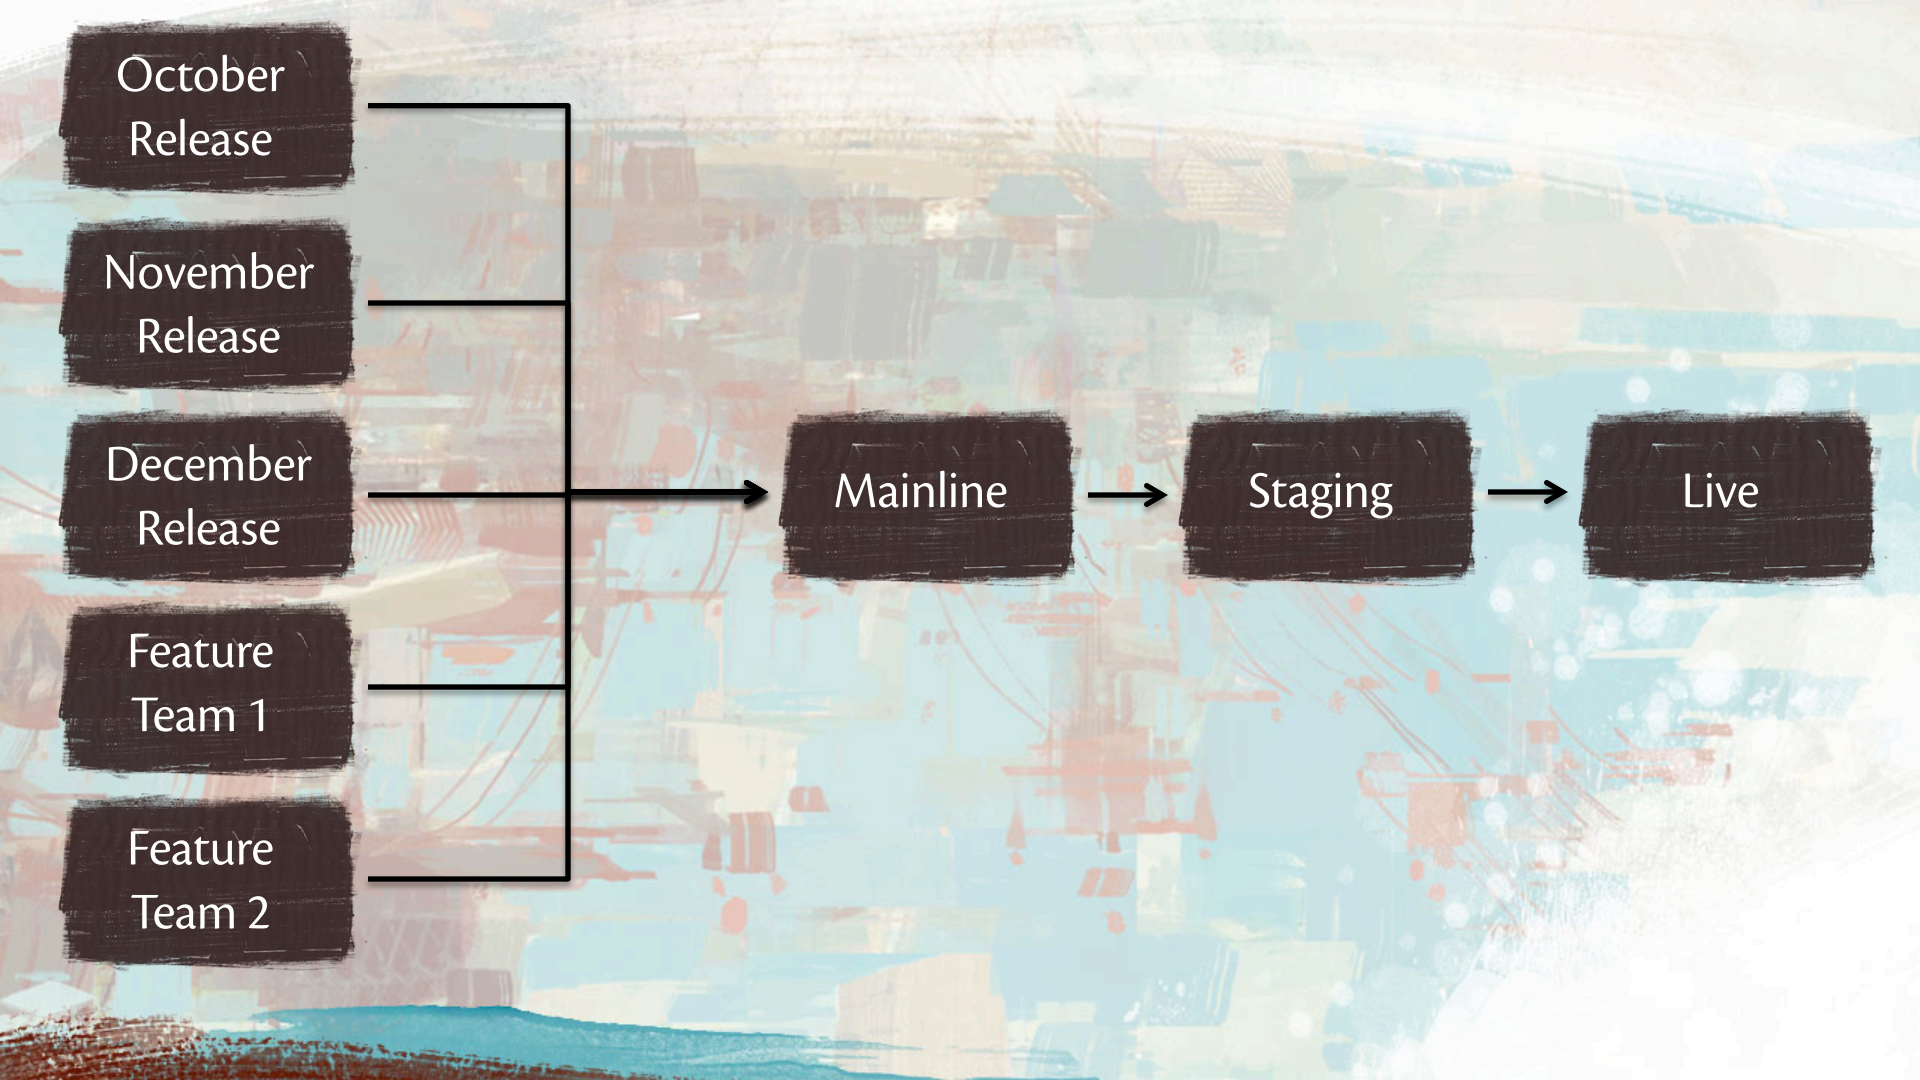 October
Release
November
Release
December
Release
Feature
Team 1
Feature
Team 2
Mainline
Staging
Live